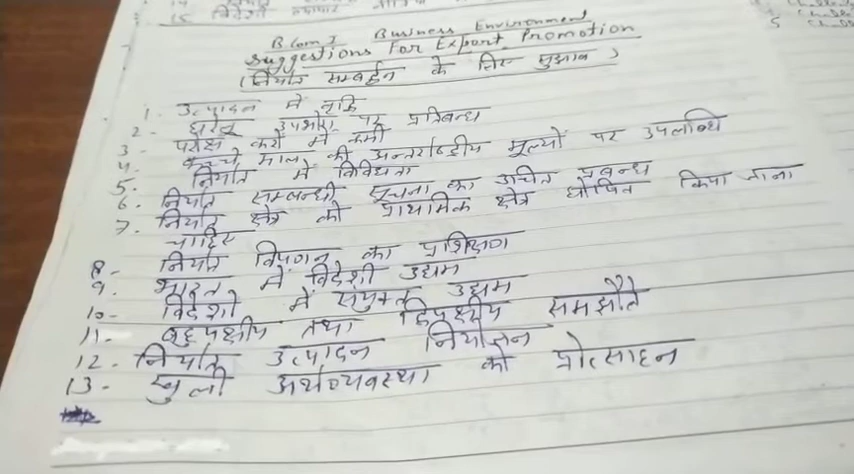 15 विदेशी व्यापार
B.Com I Business Environment
Suggestions For Export Promotion
(निर्यात सम्बर्द्धन के लिए सुझाव)
1. उत्पादन में वृद्धि
2- घरेलू उपभोग पर प्रतिबन्ध
3- परोक्ष करों में कमी
4. कच्चे माल की अन्तर्राष्ट्रीय मूल्यों पर उपलब्धि
5. निर्यात में विविधता
6. निर्यात सम्बन्धी सूचना का उचित प्रबन्ध
7. निर्यात क्षेत्र को प्राथमिक क्षेत्र घोषित किया जाना
चाहिए
8- निर्यात विपणन का प्रशिक्षण
9. भारत में विदेशी उद्यम
10- विदेशों में संयुक्त उद्यम
11. बहुपक्षीय तथा द्विपक्षीय समझौते
12- निर्यात उत्पादन नियोजन
13- खुली अर्थव्यवस्था को प्रोत्साहन